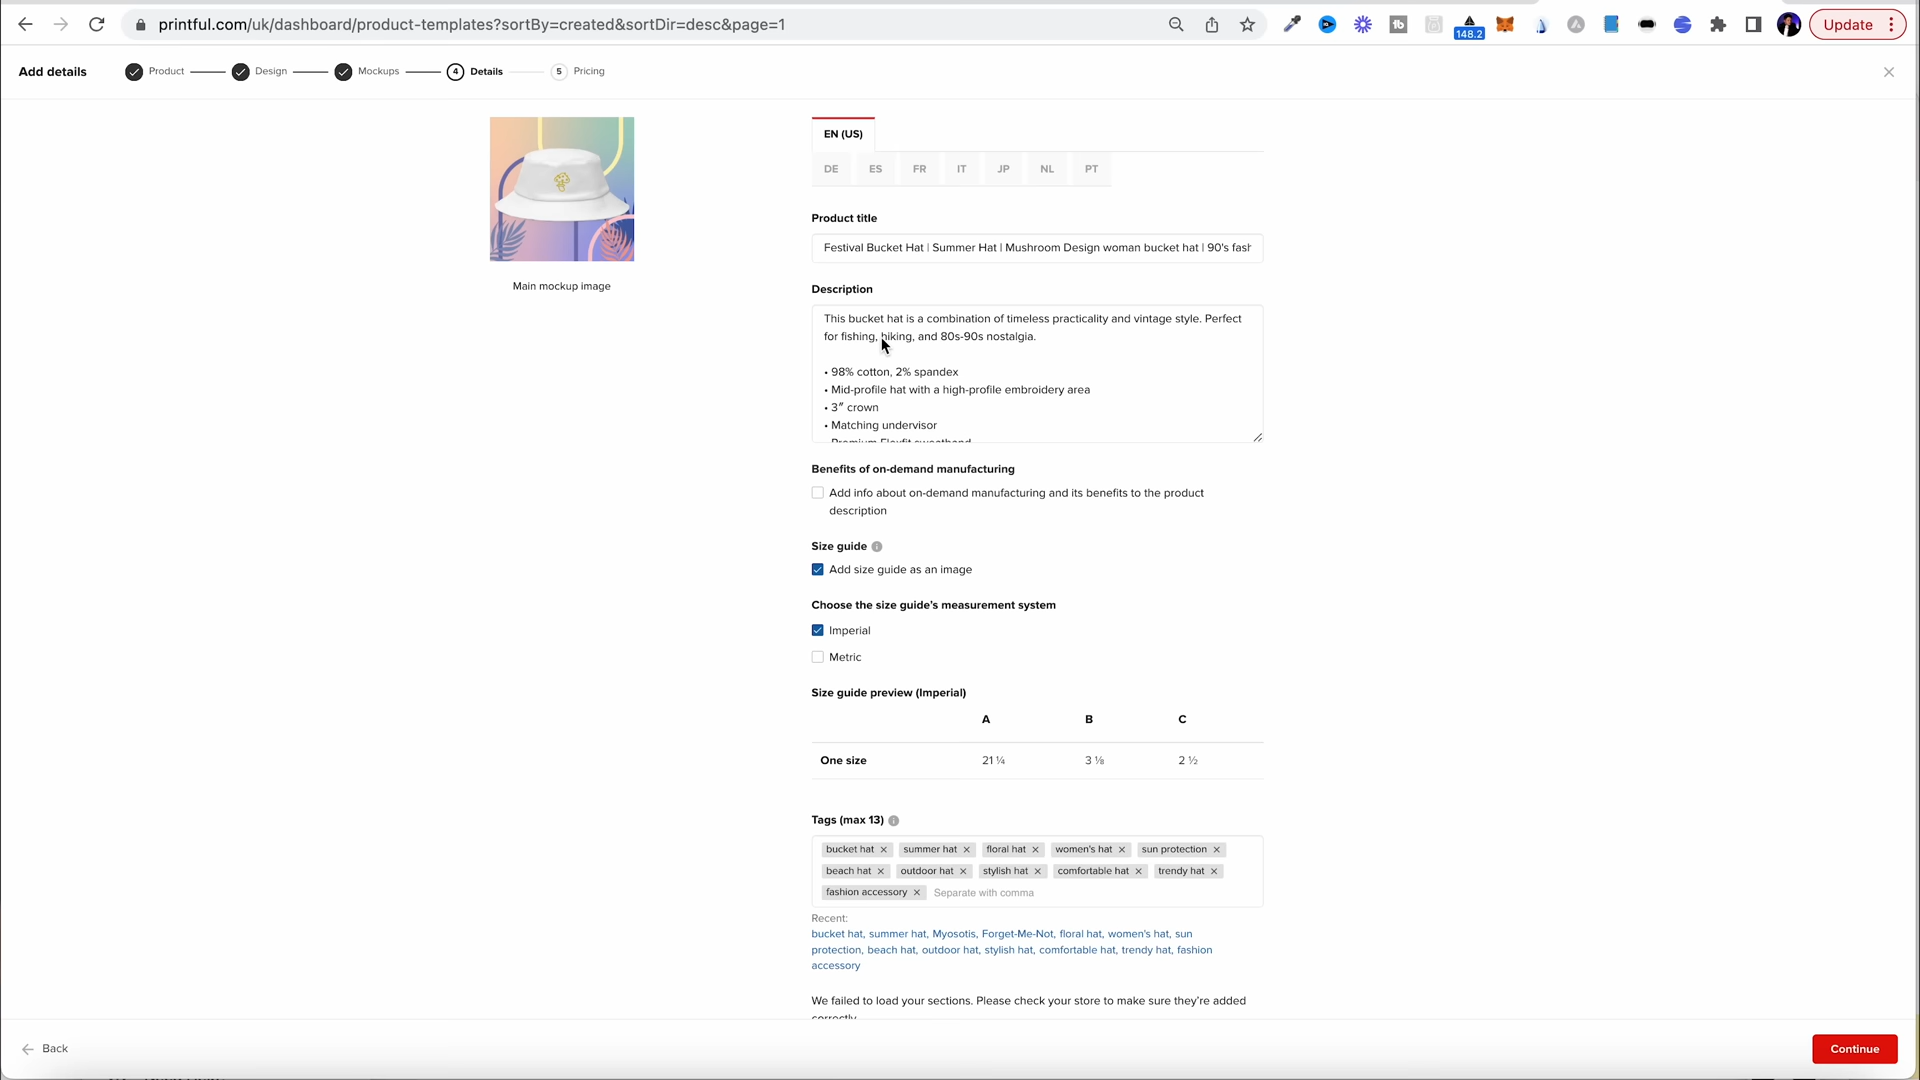 printful.com/uk/dashboard/product-templates?sortBy=created&sortDir=desc&page=1
148.2
Update
Add details
Product
Design
Mockups
4 Details
5 Pricing
EN (US)
DE ES FR IT JP NL PT
Main mockup image
Product title
Festival Bucket Hat | Summer Hat | Mushroom Design woman bucket hat | 90's fash
Description
This bucket hat is a combination of timeless practicality and vintage style. Perfect
for fishing, hiking, and 80s-90s nostalgia.
• 98% cotton, 2% spandex
• Mid-profile hat with a high-profile embroidery area
• 3″ crown
• Matching undervisor
• Premium Flexfit sweatband
Benefits of on-demand manufacturing
Add info about on-demand manufacturing and its benefits to the product
description
Size guide
Add size guide as an image
Choose the size guide's measurement system
Imperial
Metric
Size guide preview (Imperial)
A B C
One size 21 ¼ 3 ⅛ 2 ½
Tags (max 13)
bucket hat × summer hat × floral hat × women's hat × sun protection ×
beach hat × outdoor hat × stylish hat × comfortable hat × trendy hat ×
fashion accessory × Separate with comma
Recent:
bucket hat, summer hat, Myosotis, Forget-Me-Not, floral hat, women's hat, sun
protection, beach hat, outdoor hat, stylish hat, comfortable hat, trendy hat, fashion
accessory
We failed to load your sections. Please check your store to make sure they're added
correctly.
Back
Continue